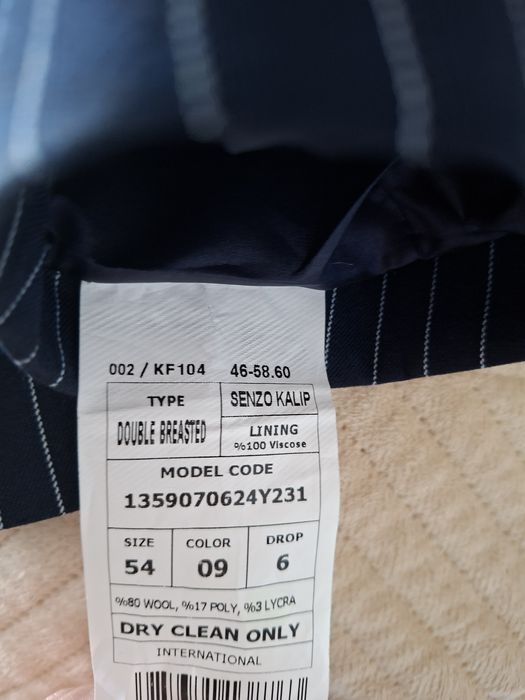 002 / KF104 46-58.60
TYPE
SENZO KALIP
DOUBLE BREASTED
LINING
%100 Viscose
MODEL CODE
1359070624Y231
SIZE COLOR DROP
54 09 6
%80 WOOL, %17 POLY, %3 LYCRA
DRY CLEAN ONLY
INTERNATIONAL